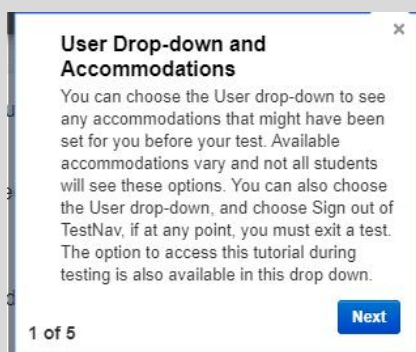 User Drop-down and
Accommodations
You can choose the User drop-down to see
any accommodations that might have been
set for you before your test. Available
accommodations vary and not all students
will see these options. You can also choose
the User drop-down, and choose Sign out of
TestNav, if at any point, you must exit a test.
The option to access this tutorial during
testing is also available in this drop down.
Next
1 of 5